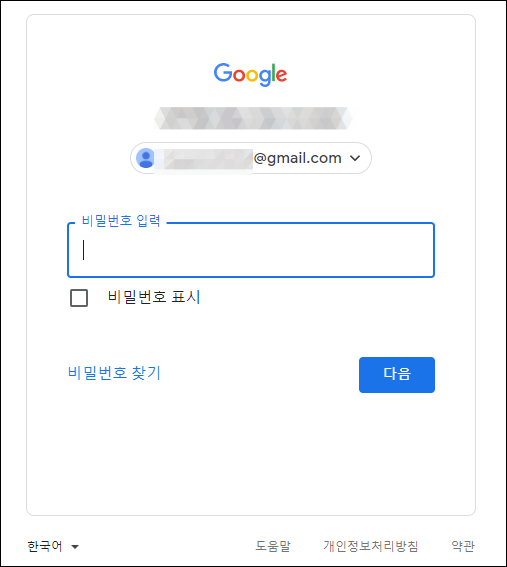 Google
@gmail.com
비밀번호 입력
비밀번호 표시
비밀번호 찾기
다음
한국어
도움말
개인정보처리방침
약관